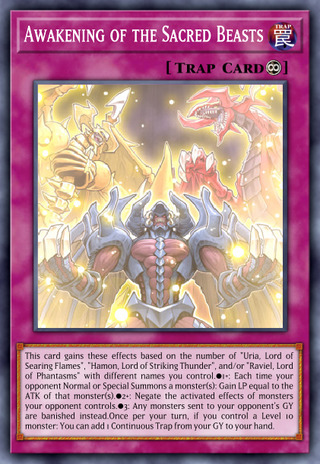 Awakening of the Sacred Beasts
TRAP
罠
[ Trap Card ]
This card gains these effects based on the number of "Uria, Lord of
Searing Flames", "Hamon, Lord of Striking Thunder", and/or "Raviel, Lord
of Phantasms" with different names you control.●1+: Each time your
opponent Normal or Special Summons a monster(s): Gain LP equal to the
ATK of that monster(s).●2+: Negate the activated effects of monsters
your opponent controls.●3: Any monsters sent to your opponent's GY
are banished instead.Once per your turn, if you control a Level 10
monster: You can add 1 Continuous Trap from your GY to your hand.